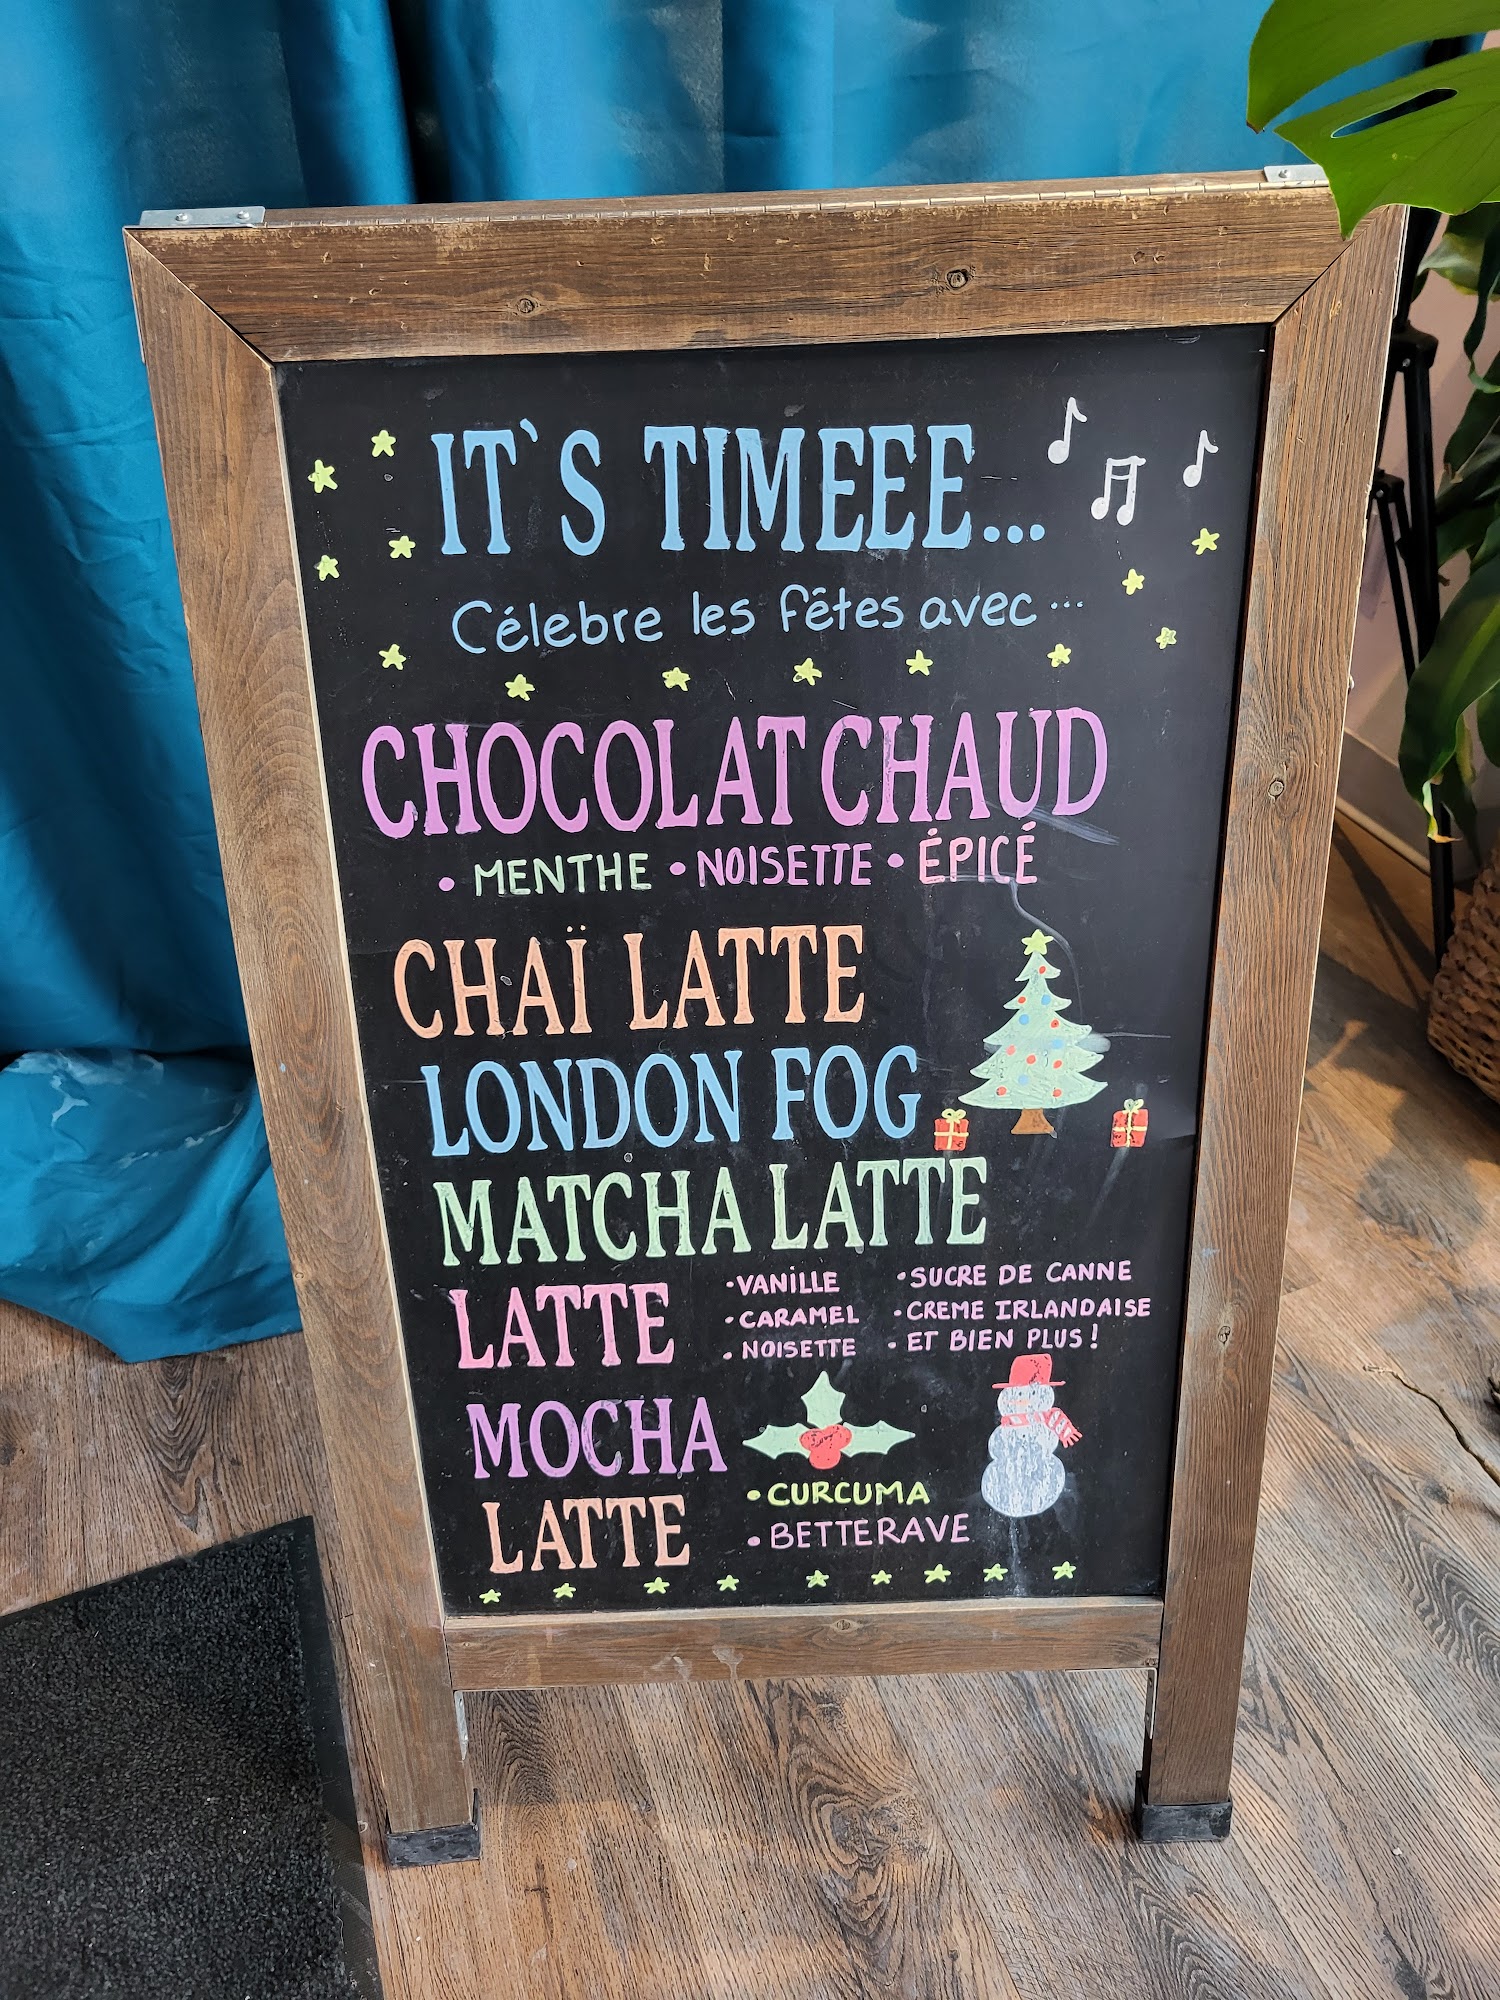 IT`S TIMEEE...
Célebre les fêtes avec...
CHOCOLAT CHAUD
• MENTHE • NOISETTE • ÉPICÉ
CHAÏ LATTE
LONDON FOG
MATCHA LATTE
LATTE
• VANiLLE
• CARAMEL
• NOISETTE
• SUCRE DE CANNE
• CREME IRLANDAISE
• ET BIEN PLUS !
MOCHA
LATTE
• CURCUMA
• BETTERAVE